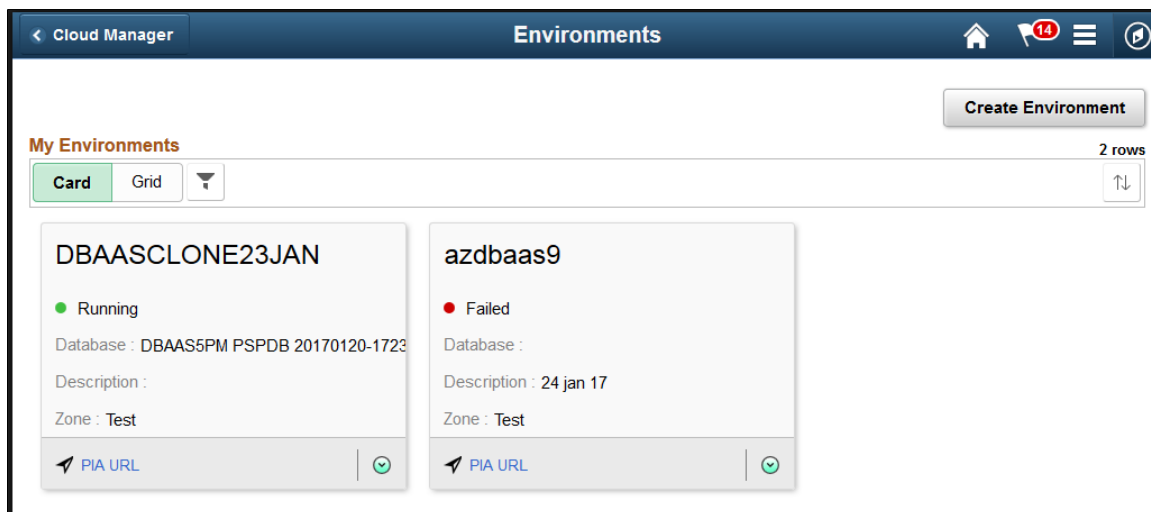 Cloud Manager
Environments
14
Create Environment
My Environments
2 rows
Card
Grid
DBAASCLONE23JAN
Running
Database : DBAAS5PM PSPDB 20170120-1723
Description :
Zone : Test
PIA URL
azdbaas9
Failed
Database :
Description : 24 jan 17
Zone : Test
PIA URL